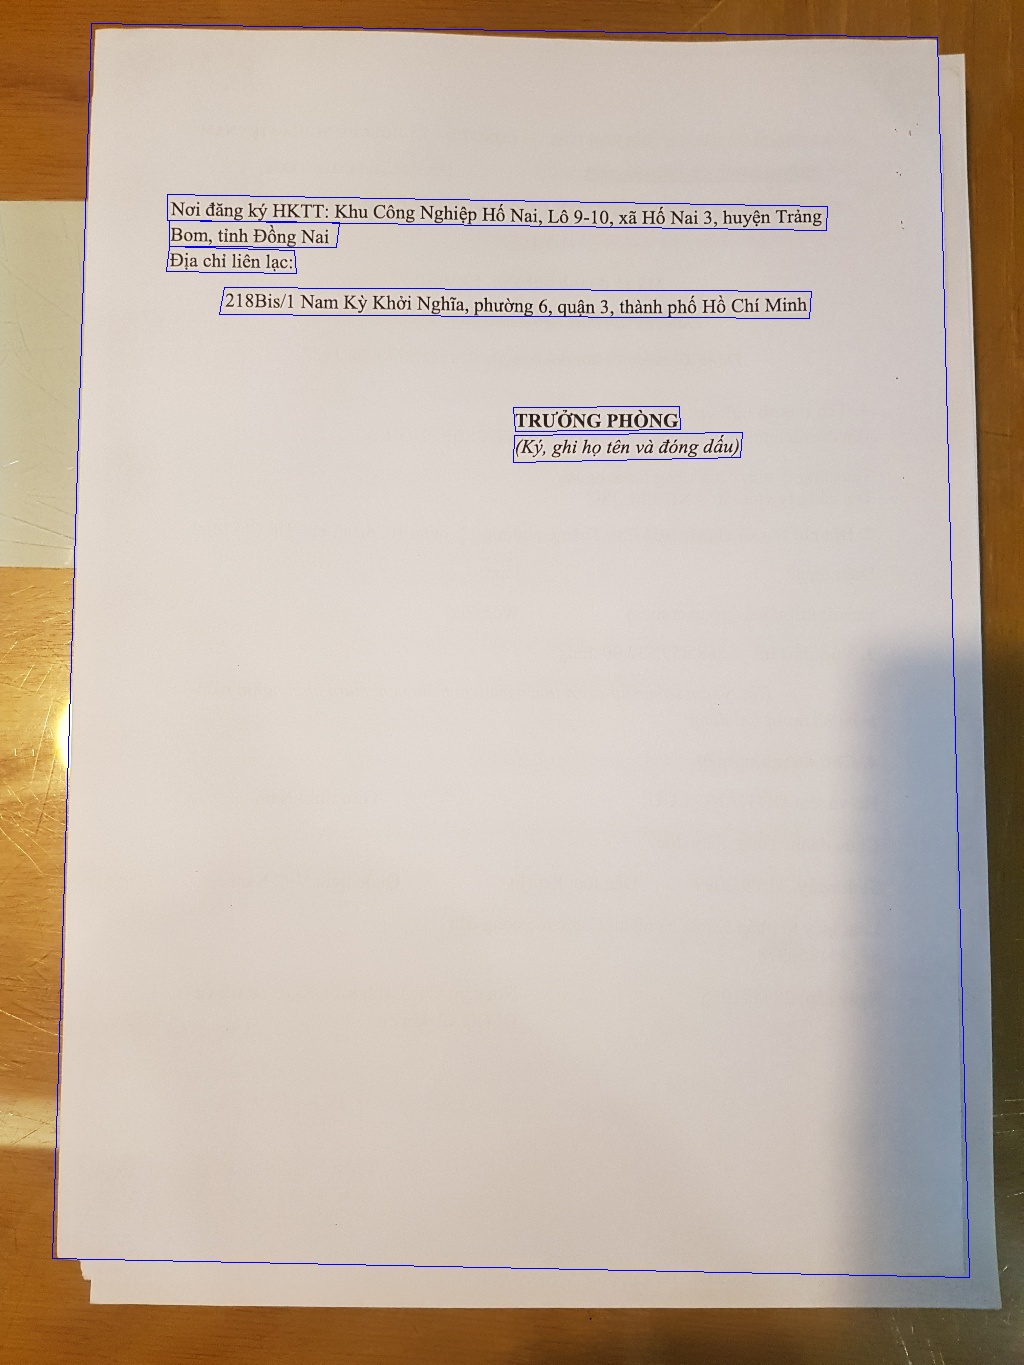 Nơi đăng ký HKTT: Khu Công Nghiệp Hố Nai, Lô 9-10, xã Hố Nai 3, huyện Trảng
Bom, tỉnh Đồng Nai
Địa chỉ liên lạc:
218Bis/1 Nam Kỳ Khởi Nghĩa, phường 6, quận 3, thành phố Hồ Chí Minh
TRƯỞNG PHÒNG
(Ký, ghi họ tên và đóng dấu)